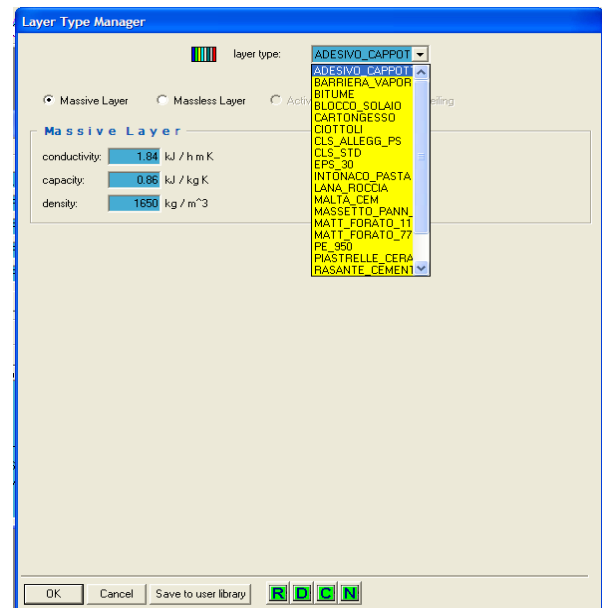 Layer Type Manager
layer type: ADESIVO_CAPPOT
ADESIVO_CAPPOT
BARRIERA_VAPOR
BITUME
BLOCCO_SOLAIO
CARTONGESSO
CIOTTOLI
CLS_ALLEGG_PS
CLS_STD
EPS_30
INTONACO_PASTA
LANA_ROCCIA
MALTA_CEM
MASSETTO_PANN_
MATT_FORATO_11
MATT_FORATO_77
PE_950
PIASTRELLE_CERA
RASANTE_CEMENT
Massive Layer Massless Layer Activ eiling
Massive Layer
conductivity: 1.84 kJ / h m K
capacity: 0.86 kJ / kg K
density: 1650 kg / m^3
OK Cancel Save to user library R D C N